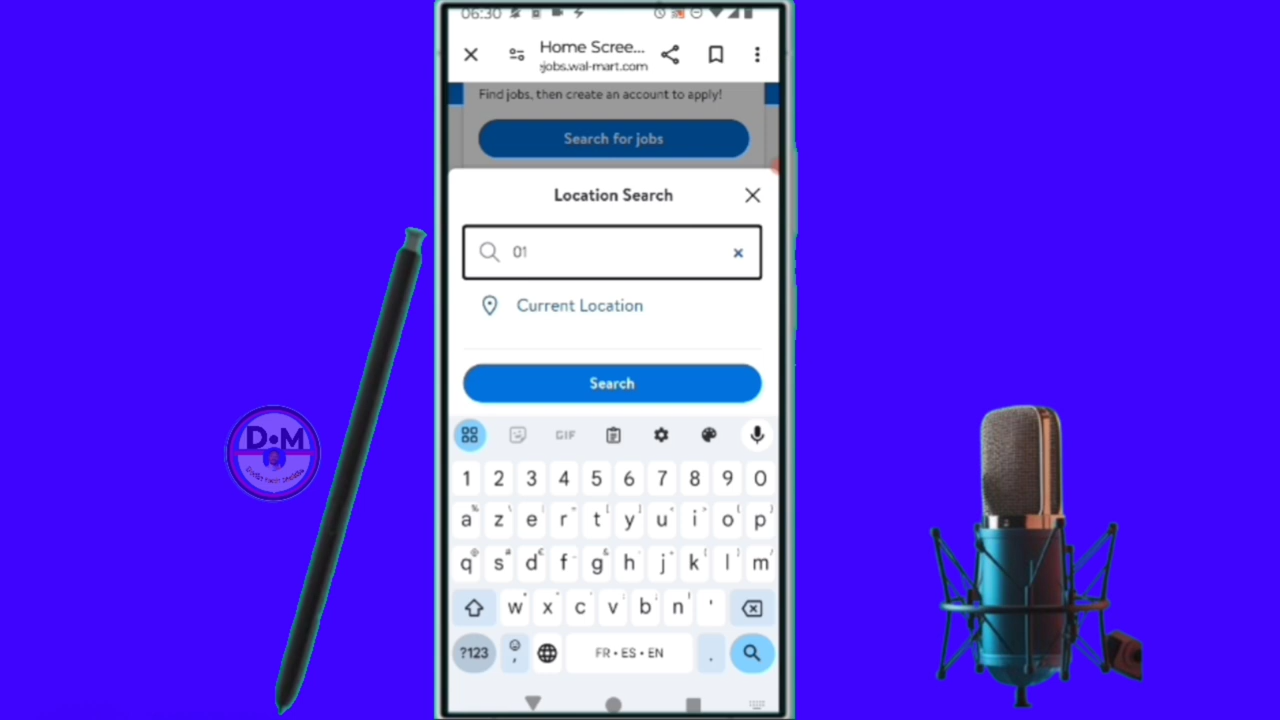 06:30
Home Scree...
jobs.wal-mart.com
Find jobs, then create an account to apply!
Search for jobs
Location Search
01
Current Location
Search
GIF
1 2 3 4 5 6 7 8 9 0
a z e r t y u i o p
q s d f g h j k l m
w x c v b n '
?123 , FR • ES • EN .
D•M